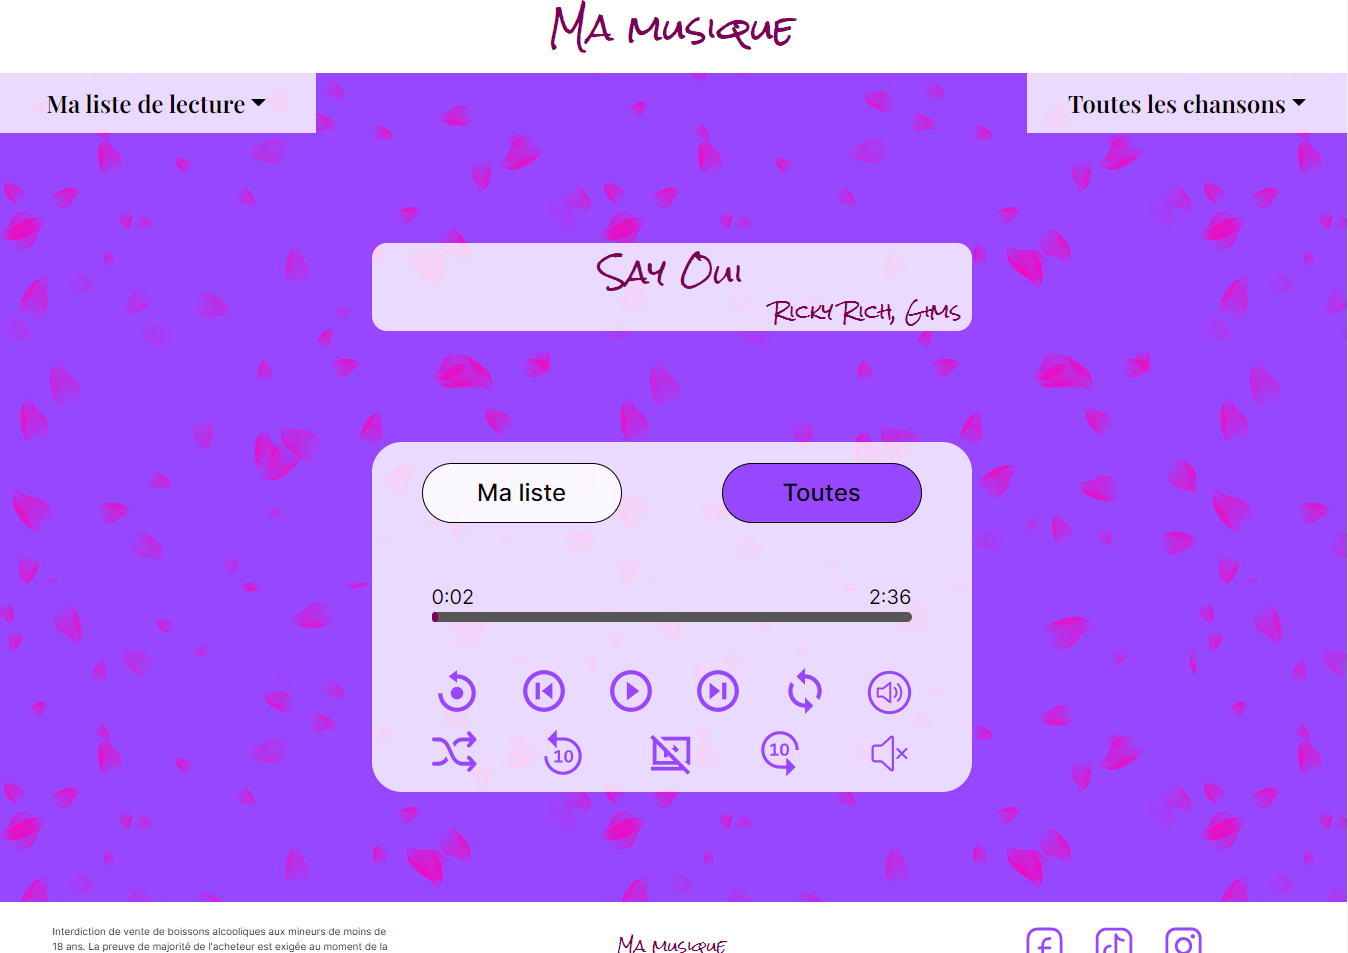 Ma musique
Ma liste de lecture
Toutes les chansons
Say Oui
Ricky Rich, Gims
Ma liste
Toutes
0:02
2:36
10
10
Interdiction de vente de boissons alcooliques aux mineurs de moins de
18 ans. La preuve de majorité de l'acheteur est exigée au moment de la
Ma musique